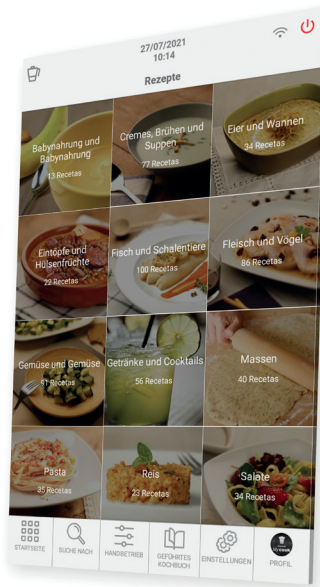 27/07/2021
10:14
Rezepte
Babynahrung und
Babynahrung
13 Recetas
Cremes, Brühen und
Suppen
77 Recetas
Eier und Wannen
34 Recetas
Eintöpfe und
Hülsenfrüchte
22 Recetas
Fisch und Schalentiere
100 Recetas
Fleisch und Vögel
86 Recetas
Gemüse und Gemüse
81 Recetas
Getränke und Cocktails
56 Recetas
Massen
40 Recetas
Pasta
35 Recetas
Reis
23 Recetas
Salate
34 Recetas
STARTSEITE
SUCHE NACH
HANDBETRIEB
GEFÜHRTES
KOCHBUCH
EINSTELLUNGEN
mycook
PROFIL